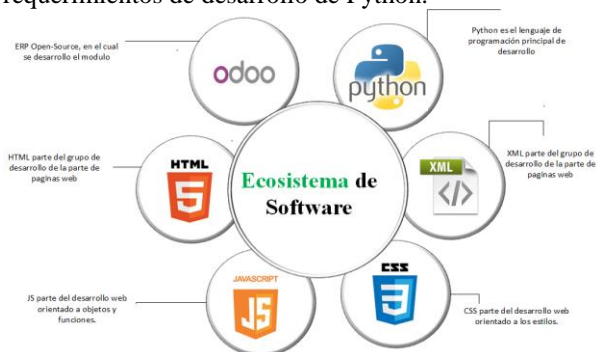 requerimientos de desarrollo de Python.
ERP Open-Source, en el cual
se desarrollo el modulo
odoo
python
Python es el lenguaje de
programación principal de
desarrollo
HTML parte del grupo de
desarrollo de la parte de
paginas web
HTML
5
Ecosistema de
Software
XML
</>
XML parte del grupo de
desarrollo de la parte de
paginas web
JS parte del desarrollo web
orientado a objetos y
funciones.
JAVASCRIPT
JS
CSS
3
CSS parte del desarrollo web
orientado a los estilos.